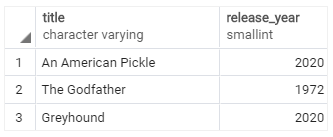 title release_year
character varying smallint
1 An American Pickle 2020
2 The Godfather 1972
3 Greyhound 2020